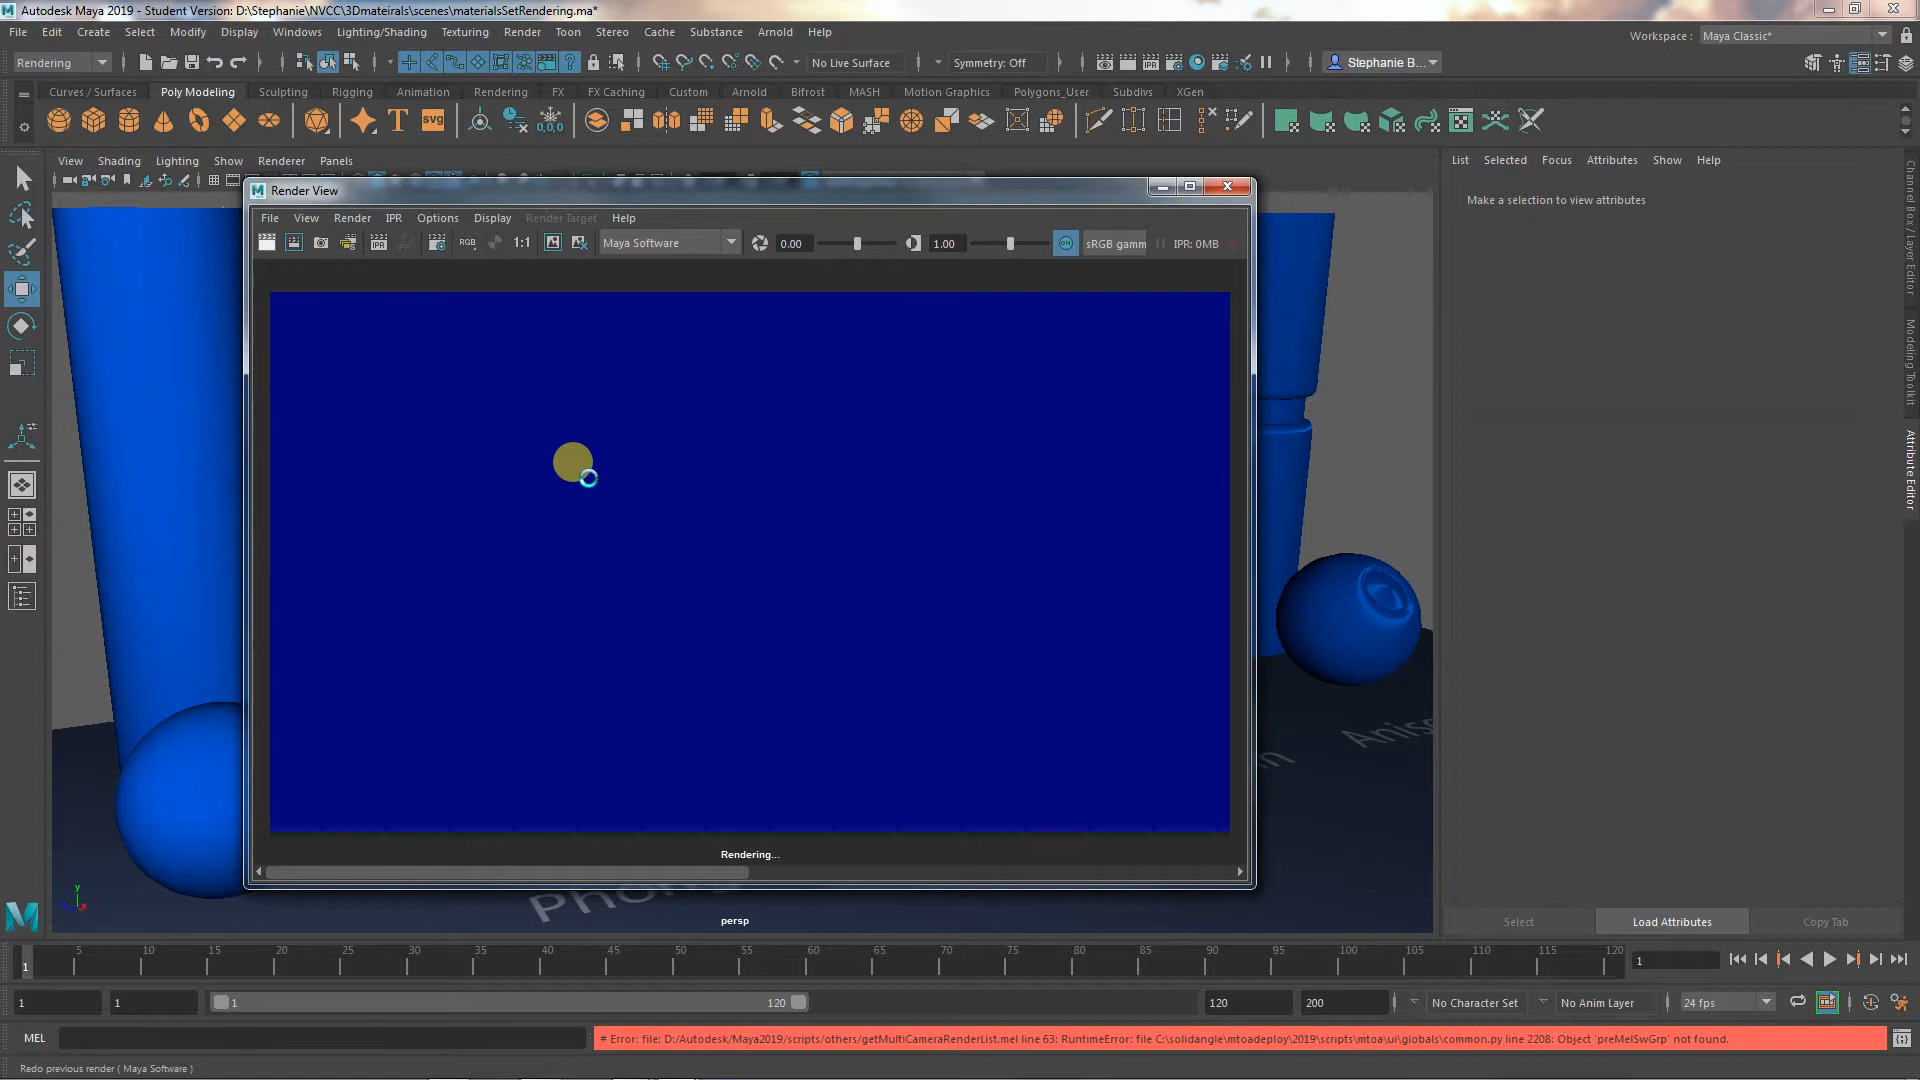 Autodesk Maya 2019 - Student Version: D:\Stephanie\NVCC\3Dmateirals\scenes\materialsSetRendering.ma*
File Edit Create Select Modify Display Windows Lighting/Shading Texturing Render Toon Stereo Cache Substance Arnold Help
Workspace : Maya Classic*
Rendering No Live Surface Symmetry: Off Stephanie B...
Curves / Surfaces Poly Modeling Sculpting Rigging Animation Rendering FX FX Caching Custom Arnold Bifrost MASH Motion Graphics Polygons_User Subdivs XGen
T svg 0,0,0
View Shading Lighting Show Renderer Panels
List Selected Focus Attributes Show Help
Make a selection to view attributes
Render View
File View Render IPR Options Display Render Target Help
IPR RGB 1:1 Maya Software 0.00 1.00 ON sRGB gamm IPR: 0MB
Channel Box / Layer Editor
Modeling Toolkit
Attribute Editor
Rendering...
Phong
Aniso
y
persp
Select Load Attributes Copy Tab
5 10 15 20 25 30 35 40 45 50 55 60 65 70 75 80 85 90 95 100 105 110 115 120
1 1
1 1 1 120 120 200 No Character Set No Anim Layer 24 fps
MEL # Error: file: D:/Autodesk/Maya2019/scripts/others/getMultiCameraRenderList.mel line 63: RuntimeError: file C:\solidangle\mtoadeploy\2019\scripts\mtoa\ui\globals\common.py line 2208: Object 'preMelSwGrp' not found.
Redo previous render ( Maya Software )